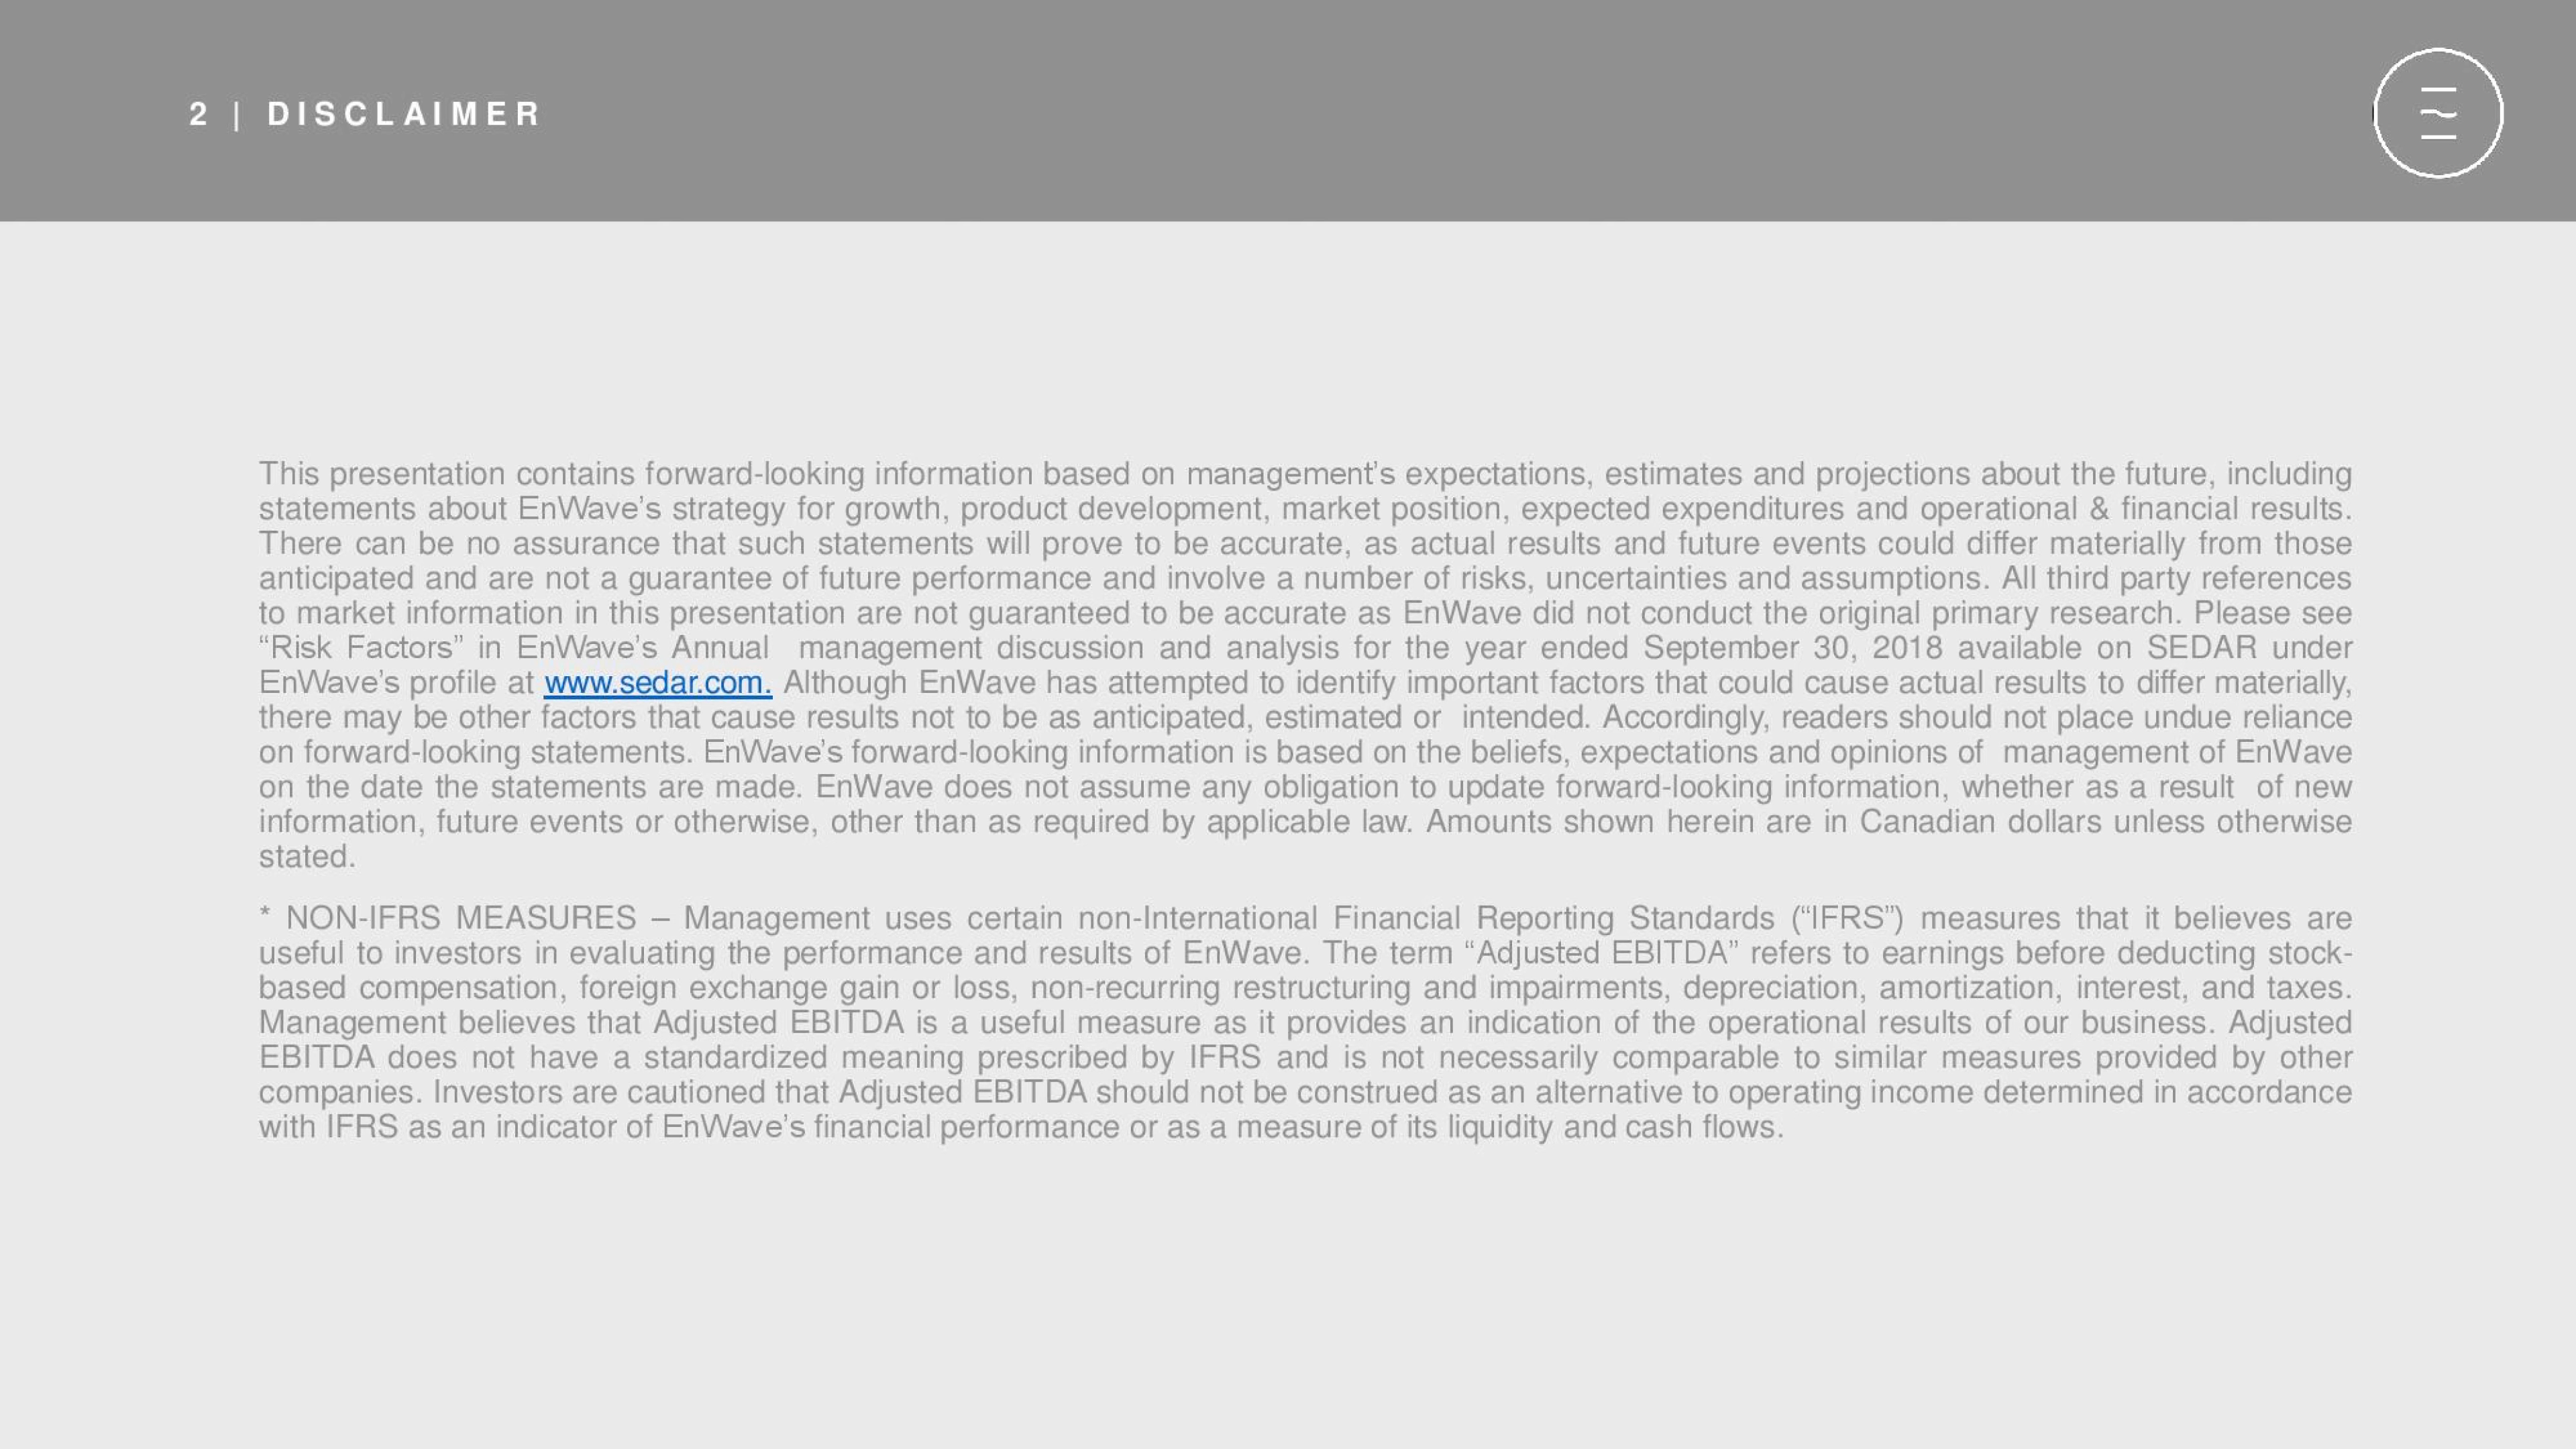 2 | DISCLAIMER
This presentation contains forward-looking information based on management’s expectations, estimates and projections about the future, including
statements about EnWave’s strategy for growth, product development, market position, expected expenditures and operational & financial results.
There can be no assurance that such statements will prove to be accurate, as actual results and future events could differ materially from those
anticipated and are not a guarantee of future performance and involve a number of risks, uncertainties and assumptions. All third party references
to market information in this presentation are not guaranteed to be accurate as EnWave did not conduct the original primary research. Please see
“Risk Factors” in EnWave’s Annual management discussion and analysis for the year ended September 30, 2018 available on SEDAR under
EnWave’s profile at www.sedar.com. Although EnWave has attempted to identify important factors that could cause actual results to differ materially,
there may be other factors that cause results not to be as anticipated, estimated or intended. Accordingly, readers should not place undue reliance
on forward-looking statements. EnWave’s forward-looking information is based on the beliefs, expectations and opinions of management of EnWave
on the date the statements are made. EnWave does not assume any obligation to update forward-looking information, whether as a result of new
information, future events or otherwise, other than as required by applicable law. Amounts shown herein are in Canadian dollars unless otherwise
stated.
* NON-IFRS MEASURES – Management uses certain non-International Financial Reporting Standards (“IFRS”) measures that it believes are
useful to investors in evaluating the performance and results of EnWave. The term “Adjusted EBITDA” refers to earnings before deducting stock-
based compensation, foreign exchange gain or loss, non-recurring restructuring and impairments, depreciation, amortization, interest, and taxes.
Management believes that Adjusted EBITDA is a useful measure as it provides an indication of the operational results of our business. Adjusted
EBITDA does not have a standardized meaning prescribed by IFRS and is not necessarily comparable to similar measures provided by other
companies. Investors are cautioned that Adjusted EBITDA should not be construed as an alternative to operating income determined in accordance
with IFRS as an indicator of EnWave’s financial performance or as a measure of its liquidity and cash flows.